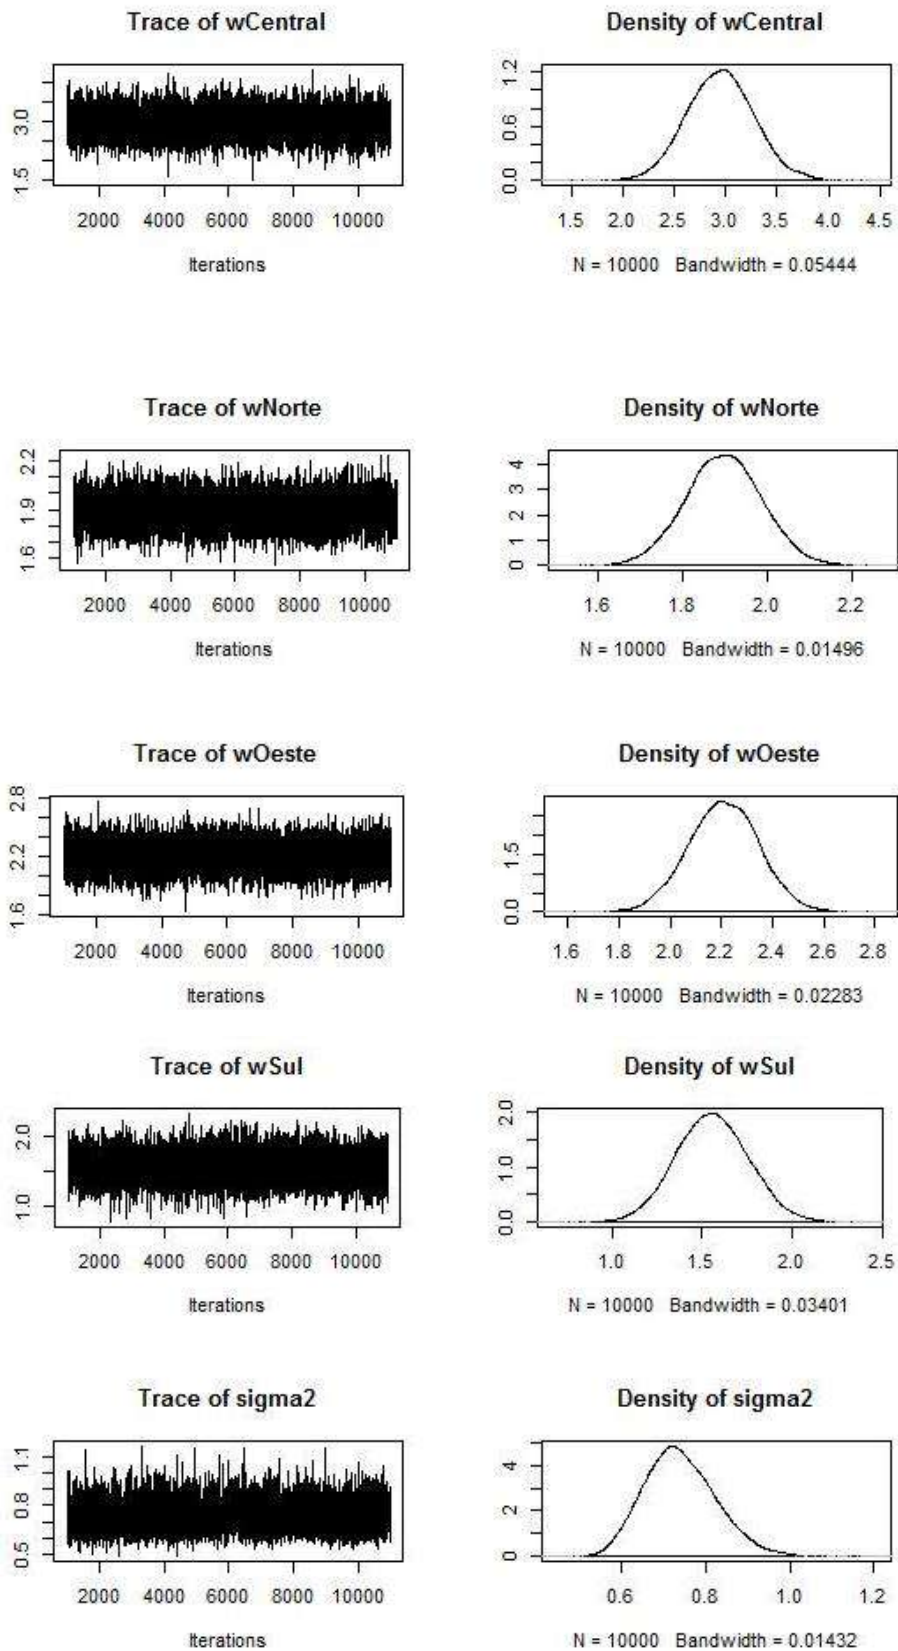 Trace of wCentral
Density of wCentral
1.5 3.0
0.0 0.6 1.2
2000 4000 6000 8000 10000
1.5 2.0 2.5 3.0 3.5 4.0 4.5
Iterations
N = 10000 Bandwidth = 0.05444
Trace of wNorte
Density of wNorte
1.6 1.9 2.2
0 1 2 3 4
2000 4000 6000 8000 10000
1.6 1.8 2.0 2.2
Iterations
N = 10000 Bandwidth = 0.01496
Trace of wOeste
Density of wOeste
1.6 2.2 2.8
0.0 1.5
2000 4000 6000 8000 10000
1.6 1.8 2.0 2.2 2.4 2.6 2.8
Iterations
N = 10000 Bandwidth = 0.02283
Trace of wSul
Density of wSul
1.0 2.0
0.0 1.0 2.0
2000 4000 6000 8000 10000
1.0 1.5 2.0 2.5
Iterations
N = 10000 Bandwidth = 0.03401
Trace of sigma2
Density of sigma2
0.5 0.8 1.1
0 2 4
2000 4000 6000 8000 10000
0.6 0.8 1.0 1.2
Iterations
N = 10000 Bandwidth = 0.01432